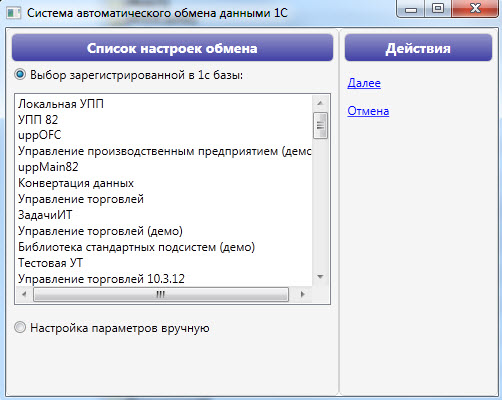 Система автоматического обмена данными 1С
Список настроек обмена
Действия
Выбор зарегистрированной в 1с базы:
Далее
Локальная УПП
Отмена
УПП 82
uppOFC
Управление производственным предприятием (демо
uppMain82
Конвертация данных
Управление торговлей
ЗадачиИТ
Управление торговлей (демо)
Библиотека стандартных подсистем (демо)
Тестовая УТ
Управление торговлей 10.3.12
Настройка параметров вручную